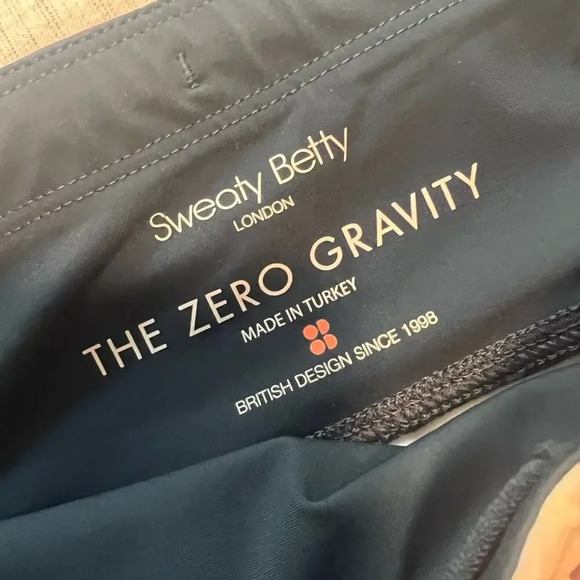 Sweaty Betty
LONDON
THE ZERO GRAVITY
MADE IN TURKEY
BRITISH DESIGN SINCE 1998